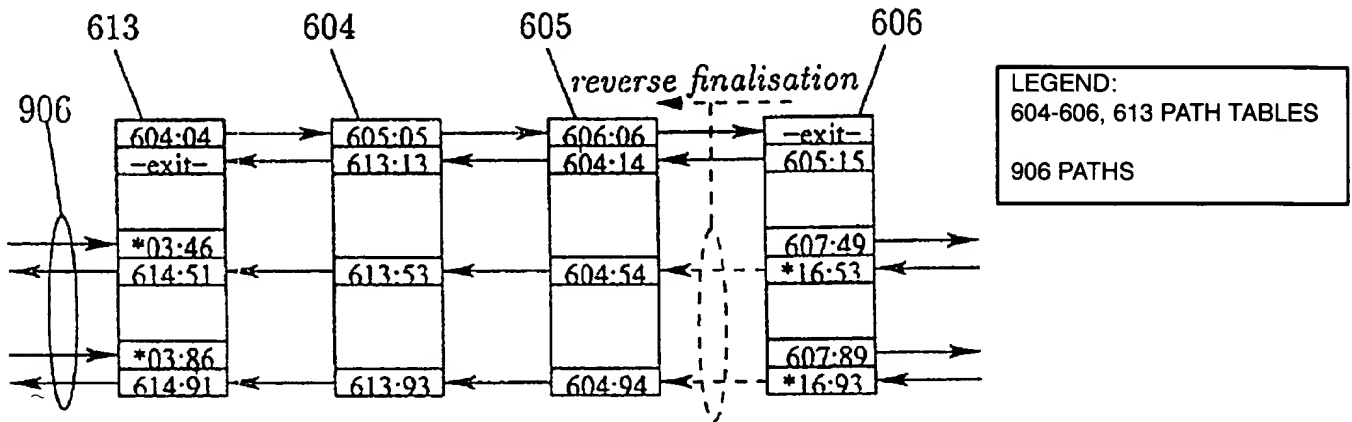 613 604 605 606
reverse finalisation
906
604:04 605:05 606:06 -exit-
-exit- 613:13 604:14 605:15
*03:46 607:49
614:51 613:53 604:54 *16:53
*03:86 607:89
614:91 613:93 604:94 *16:93
LEGEND:
604-606, 613 PATH TABLES
906 PATHS